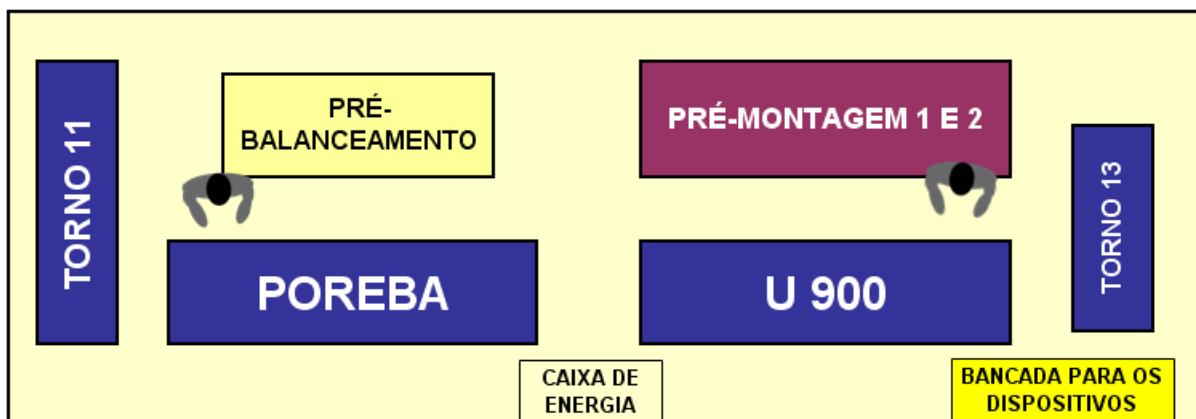 TORNO 11
PRÉ-
BALANCEAMENTO
PRÉ-MONTAGEM 1 E 2
TORNO 13
POREBA
U 900
CAIXA DE
ENERGIA
BANCADA PARA OS
DISPOSITIVOS